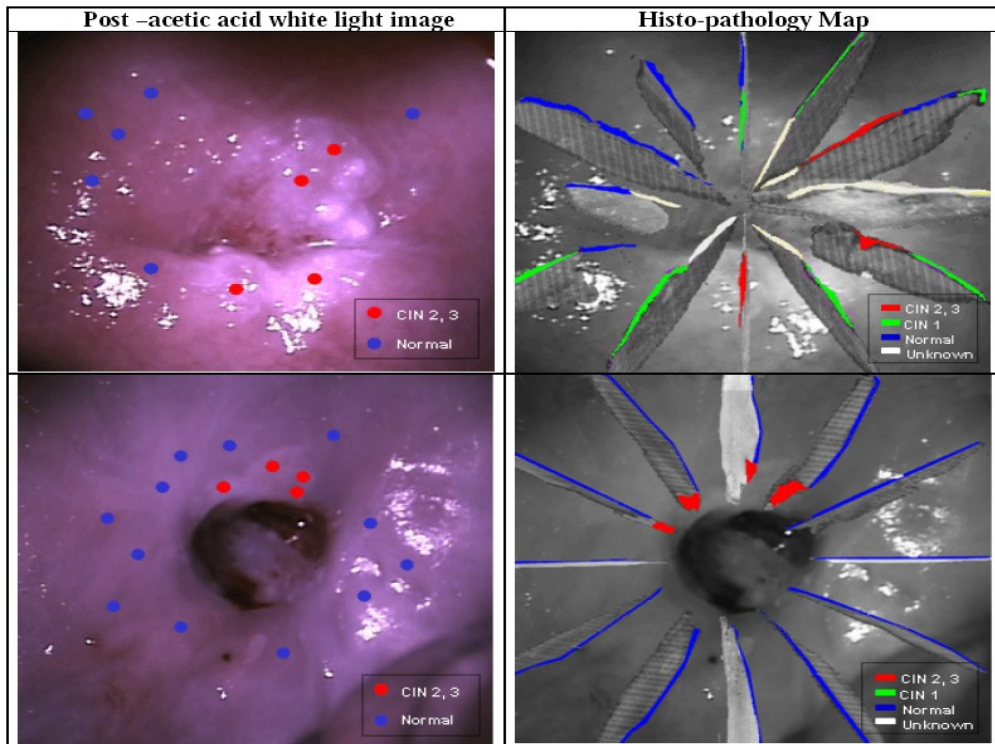 Post –acetic acid white light image
Histo-pathology Map
CIN 2, 3
Normal
CIN 2, 3
CIN 1
Normal
Unknown
CIN 2, 3
Normal
CIN 2, 3
CIN 1
Normal
Unknown